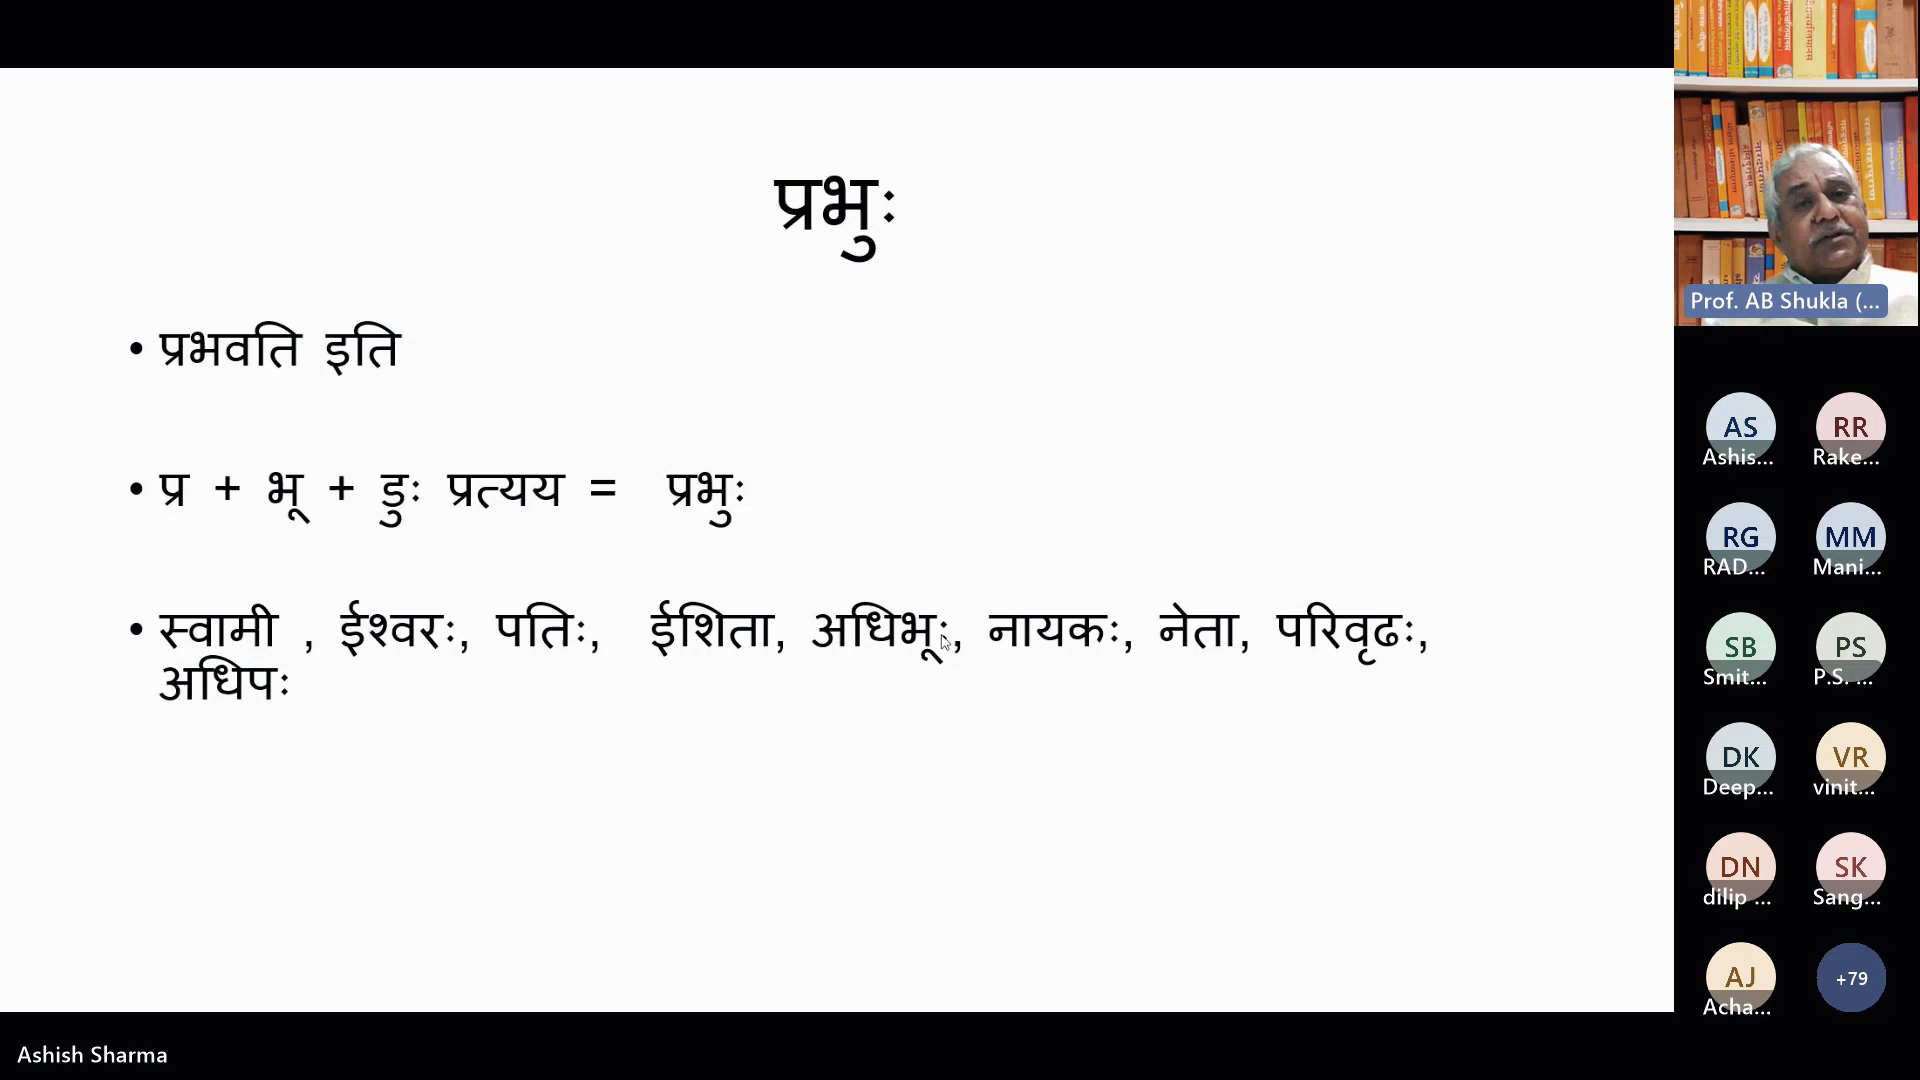 प्रभुः
• प्रभवति इति
• प्र + भू + डुः प्रत्यय = प्रभुः
• स्वामी , ईश्वरः, पतिः, ईशिता, अधिभूः, नायकः, नेता, परिवृढः,
अधिपः
Prof. AB Shukla (...
AS RR
Ashis... Rake...
RG MM
RAD... Mani...
SB PS
Smit... P.S. ...
DK VR
Deep... vinit...
DN SK
dilip ... Sang...
AJ +79
Acha...
Ashish Sharma